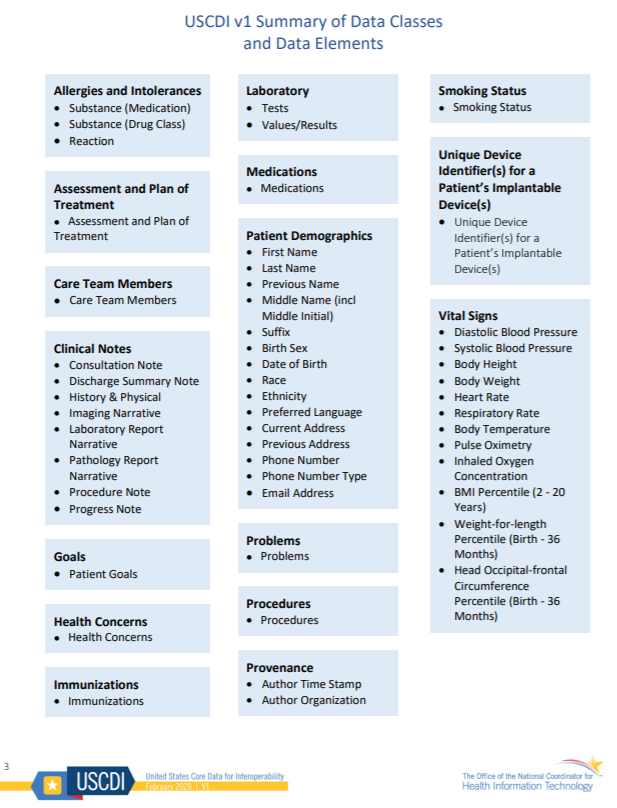 USCDI v1 Summary of Data Classes
and Data Elements
Allergies and Intolerances
• Substance (Medication)
• Substance (Drug Class)
• Reaction
Assessment and Plan of
Treatment
• Assessment and Plan of
Treatment
Care Team Members
• Care Team Members
Clinical Notes
• Consultation Note
• Discharge Summary Note
• History & Physical
• Imaging Narrative
• Laboratory Report
Narrative
• Pathology Report
Narrative
• Procedure Note
• Progress Note
Goals
• Patient Goals
Health Concerns
• Health Concerns
Immunizations
• Immunizations
Laboratory
• Tests
• Values/Results
Medications
• Medications
Patient Demographics
• First Name
• Last Name
• Previous Name
• Middle Name (incl
Middle Initial)
• Suffix
• Birth Sex
• Date of Birth
• Race
• Ethnicity
• Preferred Language
• Current Address
• Previous Address
• Phone Number
• Phone Number Type
• Email Address
Problems
• Problems
Procedures
• Procedures
Provenance
• Author Time Stamp
• Author Organization
Smoking Status
• Smoking Status
Unique Device
Identifier(s) for a
Patient's Implantable
Device(s)
• Unique Device
Identifier(s) for a
Patient's Implantable
Device(s)
Vital Signs
• Diastolic Blood Pressure
• Systolic Blood Pressure
• Body Height
• Body Weight
• Heart Rate
• Respiratory Rate
• Body Temperature
• Pulse Oximetry
• Inhaled Oxygen
Concentration
• BMI Percentile (2 - 20
Years)
• Weight-for-length
Percentile (Birth - 36
Months)
• Head Occipital-frontal
Circumference
Percentile (Birth - 36
Months)
3
USCDI
United States Core Data for Interoperability
February 2020 | V1
The Office of the National Coordinator for
Health Information Technology